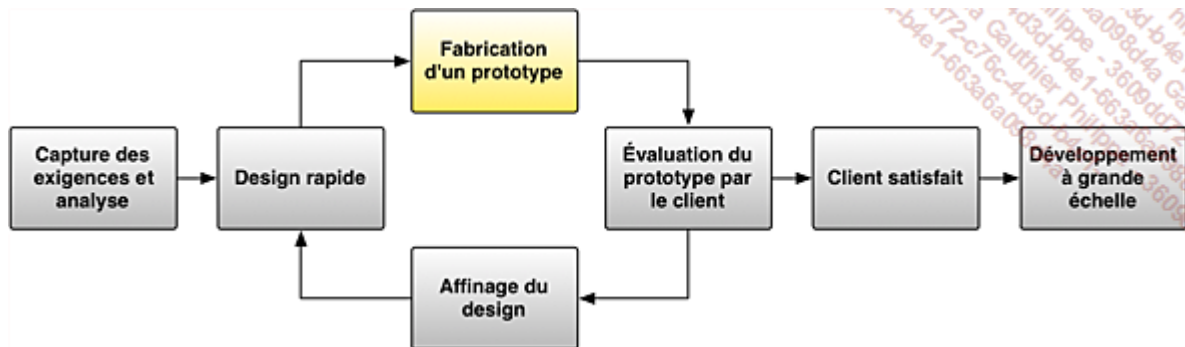 Fabrication
d'un prototype
Capture des
exigences et
analyse
Design rapide
Évaluation du
prototype par
le client
Client satisfait
Développement
à grande
échelle
Affinage du
design